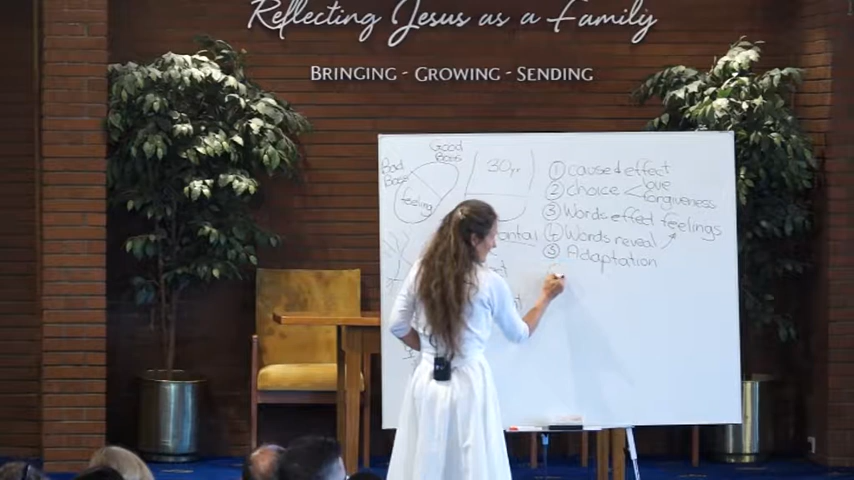 Reflecting Jesus as a Family
BRINGING - GROWING - SENDING
Good
Boss
Bad
Boss
feeling
30yr
① cause & effect
② choice < love
forgiveness
③ Words effect feelings
④ Words reveal
⑤ Adaptation